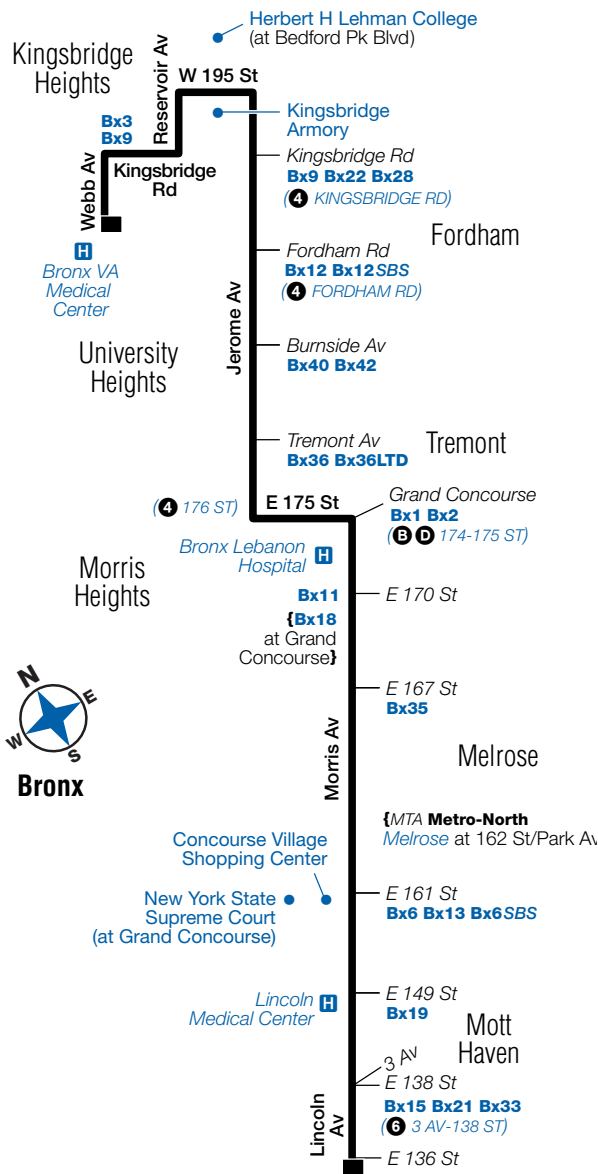 Herbert H Lehman College
(at Bedford Pk Blvd)
Kingsbridge
Heights
Reservoir Av
W 195 St
Kingsbridge
Armory
Bx3
Bx9
Webb Av
Kingsbridge
Rd
Kingsbridge Rd
Bx9 Bx22 Bx28
(4 KINGSBRIDGE RD)
H
Bronx VA
Medical
Center
Fordham
Fordham Rd
Bx12 Bx12SBS
(4 FORDHAM RD)
Jerome Av
University
Heights
Burnside Av
Bx40 Bx42
Tremont Av
Bx36 Bx36LTD
Tremont
(4 176 ST)
E 175 St
Grand Concourse
Bx1 Bx2
(B D 174-175 ST)
Bronx Lebanon
Hospital
H
Morris
Heights
Bx11
{Bx18
at Grand
Concourse}
E 170 St
N
E
W
S
Bronx
E 167 St
Bx35
Morris Av
Melrose
{MTA Metro-North
Melrose at 162 St/Park Av
Concourse Village
Shopping Center
New York State
Supreme Court
(at Grand Concourse)
E 161 St
Bx6 Bx13 Bx6SBS
Lincoln
Medical Center
H
E 149 St
Bx19
Mott
Haven
3 Av
E 138 St
Bx15 Bx21 Bx33
(6 3 AV-138 ST)
Lincoln
Av
E 136 St